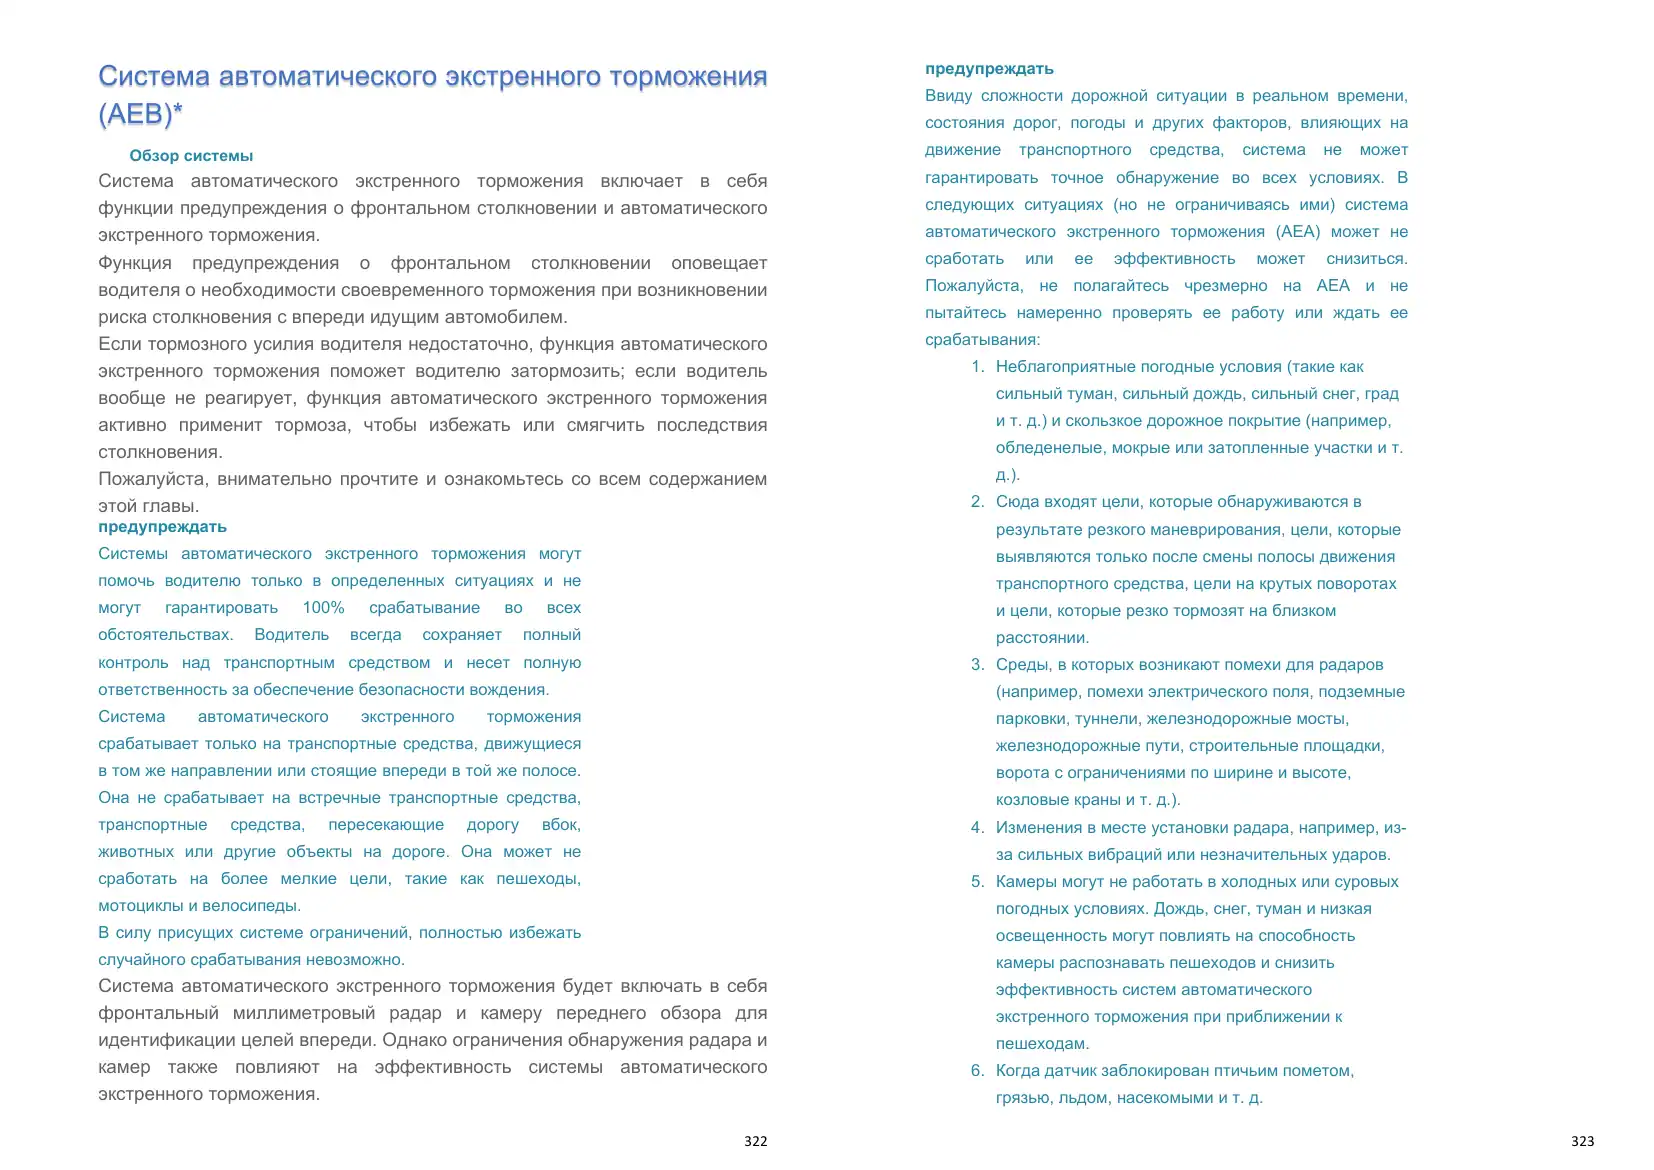 Система автоматического экстренного торможения
(AEB)*
Обзор системы
Система автоматического экстренного торможения включает в себя
функции предупреждения о фронтальном столкновении и автоматического
экстренного торможения.
Функция предупреждения о фронтальном столкновении оповещает
водителя о необходимости своевременного торможения при возникновении
риска столкновения с впереди идущим автомобилем.
Если тормозного усилия водителя недостаточно, функция автоматического
экстренного торможения поможет водителю затормозить; если водитель
вообще не реагирует, функция автоматического экстренного торможения
активно применит тормоза, чтобы избежать или смягчить последствия
столкновения.
Пожалуйста, внимательно прочтите и ознакомьтесь со всем содержанием
этой главы.
предупреждать
Системы автоматического экстренного торможения могут
помочь водителю только в определенных ситуациях и не
могут гарантировать 100% срабатывание во всех
обстоятельствах. Водитель всегда сохраняет полный
контроль над транспортным средством и несет полную
ответственность за обеспечение безопасности вождения.
Система автоматического экстренного торможения
срабатывает только на транспортные средства, движущиеся
в том же направлении или стоящие впереди в той же полосе.
Она не срабатывает на встречные транспортные средства,
транспортные средства, пересекающие дорогу вбок,
животных или другие объекты на дороге. Она может не
сработать на более мелкие цели, такие как пешеходы,
мотоциклы и велосипеды.
В силу присущих системе ограничений, полностью избежать
случайного срабатывания невозможно.
Система автоматического экстренного торможения будет включать в себя
фронтальный миллиметровый радар и камеру переднего обзора для
идентификации целей впереди. Однако ограничения обнаружения радара и
камер также повлияют на эффективность системы автоматического
экстренного торможения.
322
предупреждать
Ввиду сложности дорожной ситуации в реальном времени,
состояния дорог, погоды и других факторов, влияющих на
движение транспортного средства, система не может
гарантировать точное обнаружение во всех условиях. В
следующих ситуациях (но не ограничиваясь ими) система
автоматического экстренного торможения (AEA) может не
сработать или ее эффективность может снизиться.
Пожалуйста, не полагайтесь чрезмерно на AEA и не
пытайтесь намеренно проверять ее работу или ждать ее
срабатывания:
1. Неблагоприятные погодные условия (такие как
сильный туман, сильный дождь, сильный снег, град
и т. д.) и скользкое дорожное покрытие (например,
обледенелые, мокрые или затопленные участки и т.
д.).
2. Сюда входят цели, которые обнаруживаются в
результате резкого маневрирования, цели, которые
выявляются только после смены полосы движения
транспортного средства, цели на крутых поворотах
и цели, которые резко тормозят на близком
расстоянии.
3. Среды, в которых возникают помехи для радаров
(например, помехи электрического поля, подземные
парковки, туннели, железнодорожные мосты,
железнодорожные пути, строительные площадки,
ворота с ограничениями по ширине и высоте,
козловые краны и т. д.).
4. Изменения в месте установки радара, например, из-
за сильных вибраций или незначительных ударов.
5. Камеры могут не работать в холодных или суровых
погодных условиях. Дождь, снег, туман и низкая
освещенность могут повлиять на способность
камеры распознавать пешеходов и снизить
эффективность систем автоматического
экстренного торможения при приближении к
пешеходам.
6. Когда датчик заблокирован птичьим пометом,
грязью, льдом, насекомыми и т. д.
323